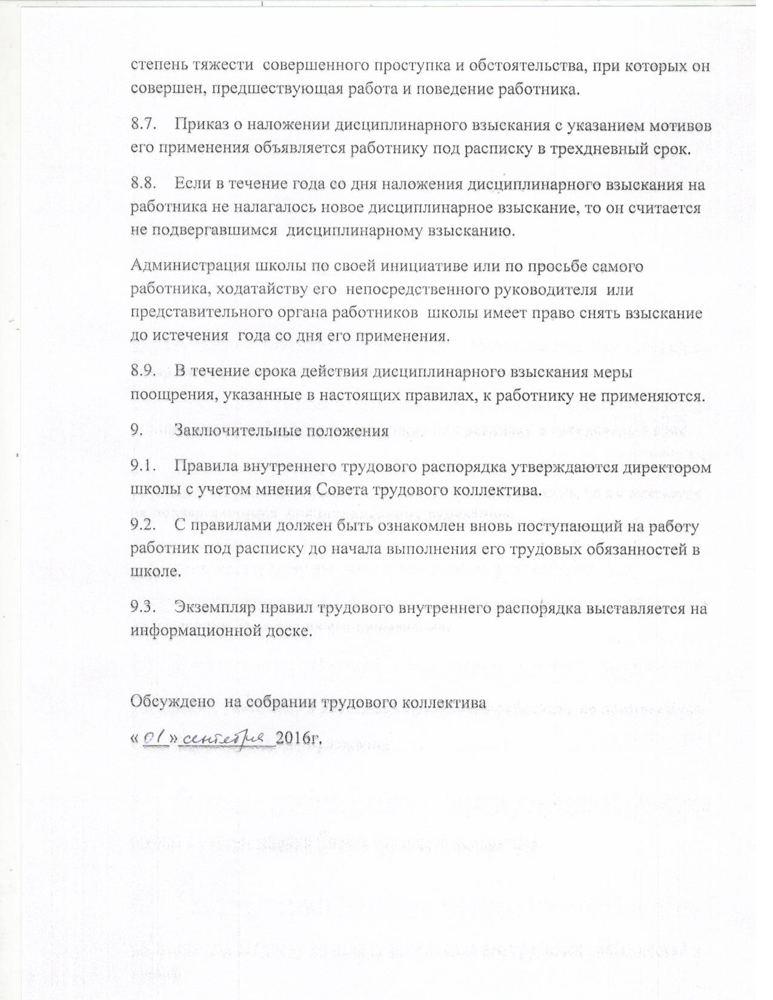 степень тяжести  совершенного проступка и обстоятельства, при которых он
совершен, предшествующая работа и поведение работника.
8.7.    Приказ о наложении дисциплинарного взыскания с указанием мотивов
его применения объявляется работнику под расписку в трехдневный срок.
8.8.    Если в течение года со дня наложения дисциплинарного взыскания на
работника не налагалось новое дисциплинарное взыскание, то он считается
не подвергавшимся  дисциплинарному взысканию.
Администрация школы по своей инициативе или по просьбе самого
работника, ходатайству его  непосредственного руководителя  или
представительного органа работников  школы имеет право снять взыскание
до истечения  года со дня его применения.
8.9.    В течение срока действия дисциплинарного взыскания меры
поощрения, указанные в настоящих правилах, к работнику не применяются.
9.       Заключительные положения
9.1.    Правила внутреннего трудового распорядка утверждаются директором
школы с учетом мнения Совета трудового коллектива.
9.2.    С правилами должен быть ознакомлен вновь поступающий на работу
работник под расписку до начала выполнения его трудовых обязанностей в
школе.
9.3.    Экземпляр правил трудового внутреннего распорядка выставляется на
информационной доске.
Обсуждено  на собрании трудового коллектива
« 01 » сентября 2016г.